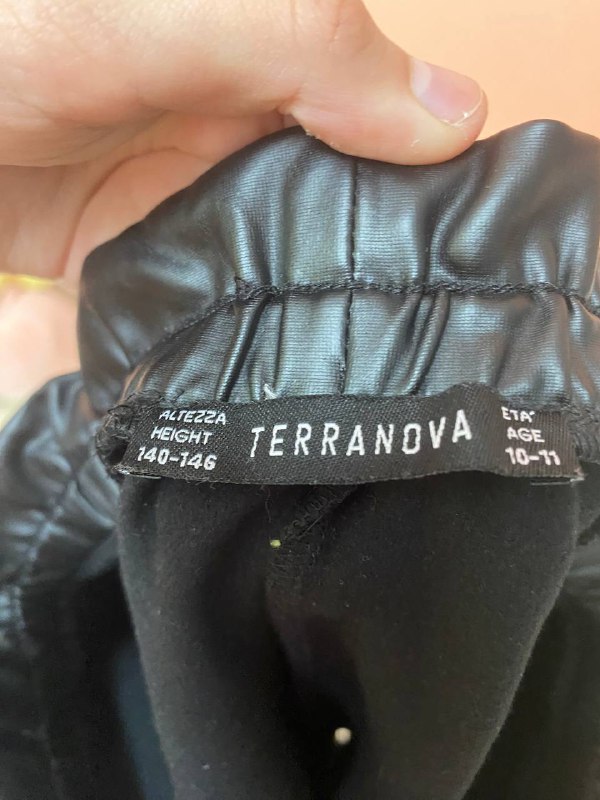 ALTEZZA
HEIGHT
140-146
TERRANOVA
ETA'
AGE
10-11